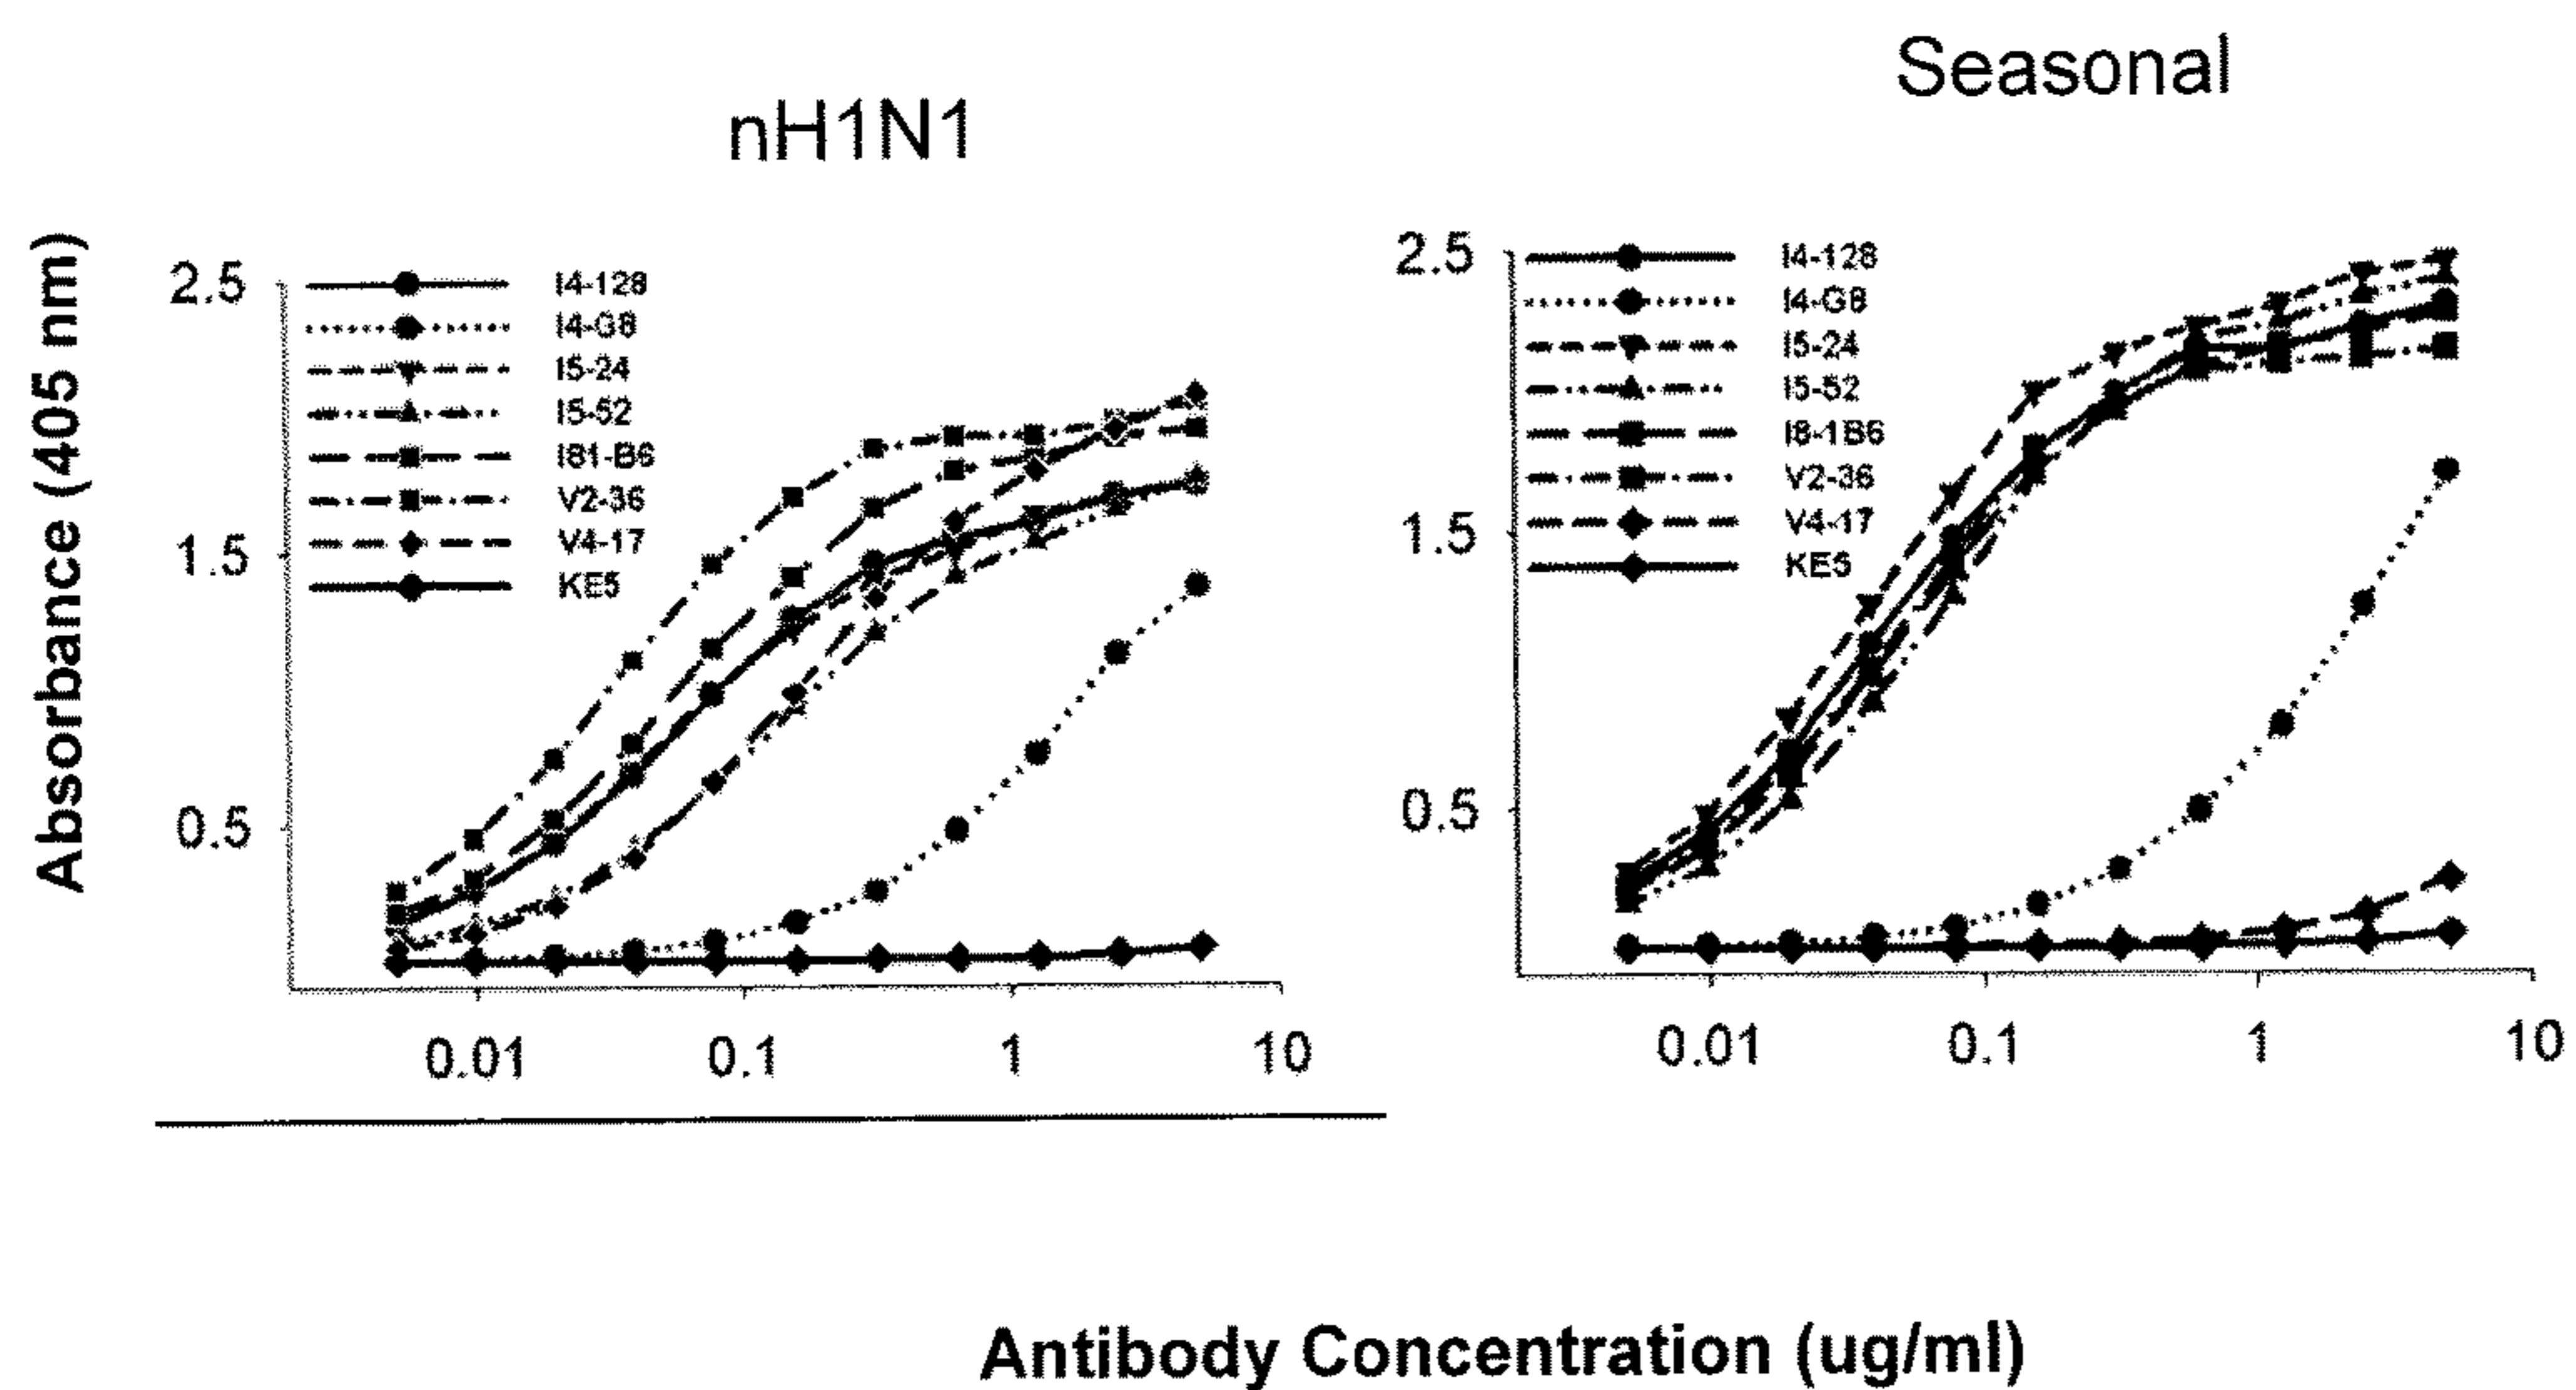 nH1N1
Seasonal
Absorbance (405 nm)
2.5
1.5
0.5
I4-128
I4-G8
I5-24
I5-52
I81-B6
V2-36
V4-17
KE5
0.01
0.1
1
10
2.5
1.5
0.5
I4-128
I4-G8
I5-24
I5-52
I8-1B6
V2-36
V4-17
KE5
0.01
0.1
1
10
Antibody Concentration (ug/ml)